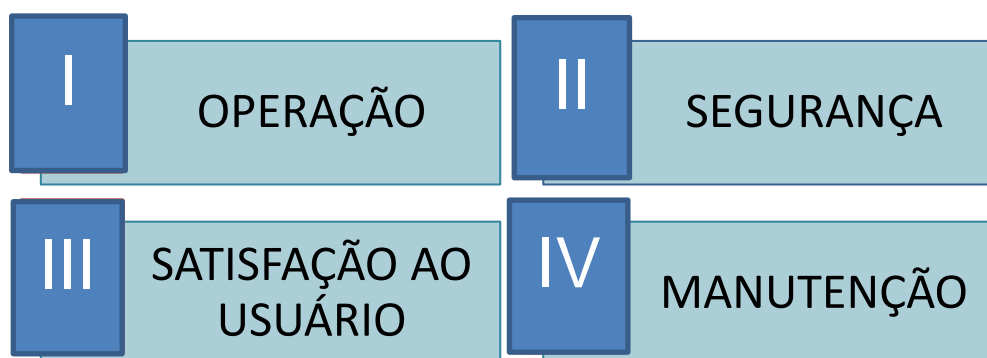 I
OPERAÇÃO
II
SEGURANÇA
III
SATISFAÇÃO AO
USUÁRIO
IV
MANUTENÇÃO